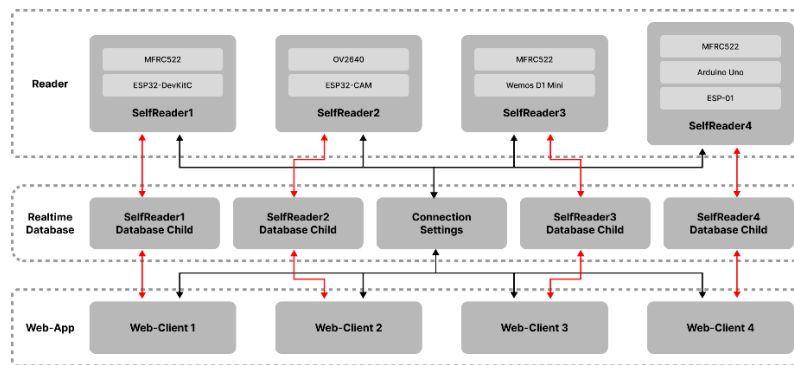 Reader
MFRC522
ESP32-DevKitC
SelfReader1
OV2640
ESP32-CAM
SelfReader2
MFRC522
Wemos D1 Mini
SelfReader3
MFRC522
Arduino Uno
ESP-01
SelfReader4
Realtime
Database
SelfReader1
Database Child
SelfReader2
Database Child
Connection
Settings
SelfReader3
Database Child
SelfReader4
Database Child
Web-App
Web-Client 1
Web-Client 2
Web-Client 3
Web-Client 4